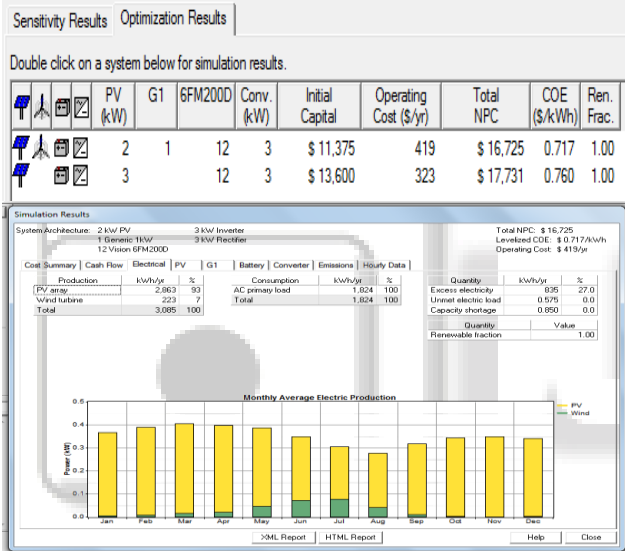 Sensitivity Results Optimization Results
Double click on a system below for simulation results.
PV (kW) G1 6FM200D Conv. (kW) Initial Capital Operating Cost ($/yr) Total NPC COE ($/kWh) Ren. Frac.
2 1 12 3 $ 11,375 419 $ 16,725 0.717 1.00
3 12 3 $ 13,600 323 $ 17,731 0.760 1.00
Simulation Results
System Architecture: 2 kW PV 3 kW Inverter Total NPC: $ 16,725
1 Generic 1kW 3 kW Rectifier Levelized COE: $ 0.717/kWh
12 Vision 6FM200D Operating Cost: $ 419/yr
Cost Summary Cash Flow Electrical PV G1 Battery Converter Emissions Hourly Data
Production kWh/yr % Consumption kWh/yr % Quantity kWh/yr %
PV array 2,863 93 AC primary load 1,824 100 Excess electricity 835 27.0
Wind turbine 223 7 Total 1,824 100 Unmet electric load 0.575 0.0
Total 3,085 100 Capacity shortage 0.850 0.0
Quantity Value
Renewable fraction 1.00
Monthly Average Electric Production
Power (kW)
0.5
0.4
0.3
0.2
0.1
0.0
Jan Feb Mar Apr May Jun Jul Aug Sep Oct Nov Dec
PV
Wind
XML Report HTML Report Help Close